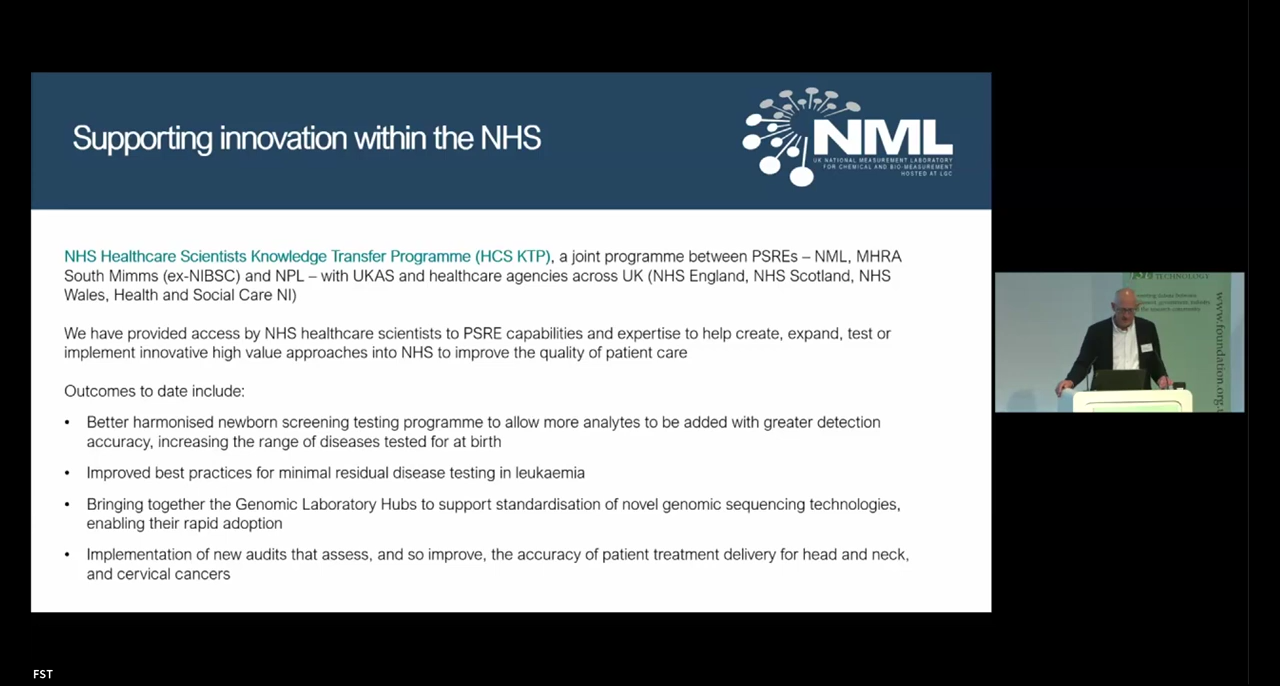 Supporting innovation within the NHS
NML
UK NATIONAL MEASUREMENT LABORATORY
FOR CHEMICAL AND BIO-MEASUREMENT
HOSTED AT LGC
NHS Healthcare Scientists Knowledge Transfer Programme (HCS KTP), a joint programme between PSREs – NML, MHRA
South Mimms (ex-NIBSC) and NPL – with UKAS and healthcare agencies across UK (NHS England, NHS Scotland, NHS
Wales, Health and Social Care NI)
We have provided access by NHS healthcare scientists to PSRE capabilities and expertise to help create, expand, test or
implement innovative high value approaches into NHS to improve the quality of patient care
Outcomes to date include:
• Better harmonised newborn screening testing programme to allow more analytes to be added with greater detection
accuracy, increasing the range of diseases tested for at birth
• Improved best practices for minimal residual disease testing in leukaemia
• Bringing together the Genomic Laboratory Hubs to support standardisation of novel genomic sequencing technologies,
enabling their rapid adoption
• Implementation of new audits that assess, and so improve, the accuracy of patient treatment delivery for head and neck,
and cervical cancers
TECHNOLOGY
www.foundation.org.u
FST